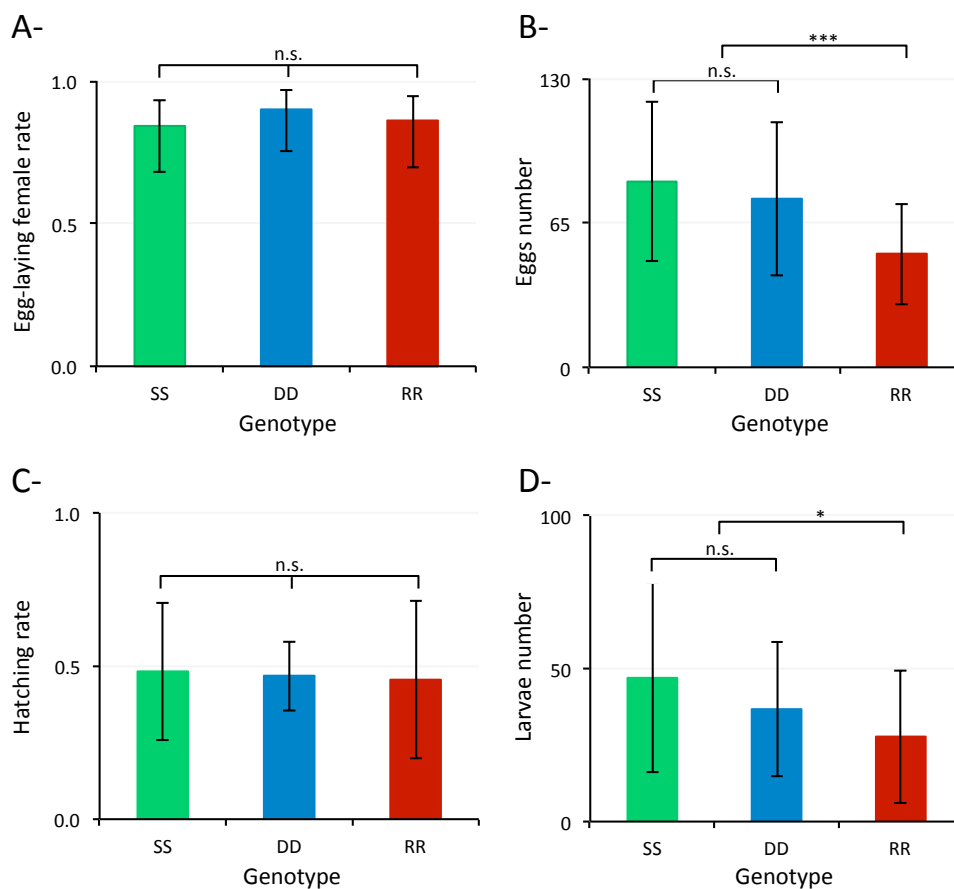 A-
n.s.
1.0
0.5
0.0
Egg-laying female rate
SS DD RR
Genotype
B-
***
n.s.
130
65
0
Eggs number
SS DD RR
Genotype
C-
n.s.
1.0
0.5
0.0
Hatching rate
SS DD RR
Genotype
D-
*
n.s.
100
50
0
Larvae number
SS DD RR
Genotype